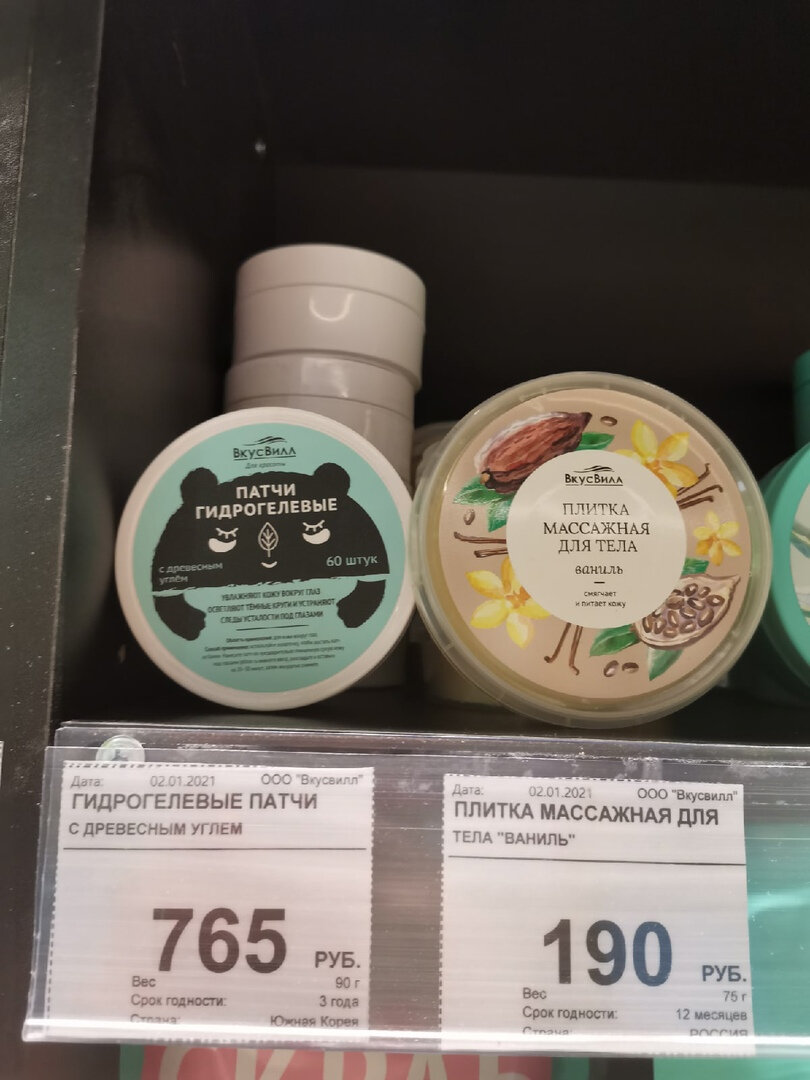 ВкусВилл
Для красоты
ПАТЧИ
ГИДРОГЕЛЕВЫЕ
с древесным
углём
60 штук
УВЛАЖНЯЮТ КОЖУ ВОКРУГ ГЛАЗ
ОСВЕТЛЯЮТ ТЁМНЫЕ КРУГИ И УСТРАНЯЮТ
СЛЕДЫ УСТАЛОСТИ ПОД ГЛАЗАМИ
ВкусВилл
ПЛИТКА
МАССАЖНАЯ
ДЛЯ ТЕЛА
ваниль
смягчает
и питает кожу
Дата: 02.01.2021 ООО "Вкусвилл"
ГИДРОГЕЛЕВЫЕ ПАТЧИ
С ДРЕВЕСНЫМ УГЛЕМ
765 РУБ.
Вес 90 г
Срок годности: 3 года
Страна: Южная Корея
Дата: 02.01.2021 ООО "Вкусвилл"
ПЛИТКА МАССАЖНАЯ ДЛЯ
ТЕЛА "ВАНИЛЬ"
190 РУБ.
Вес 75 г
Срок годности: 12 месяцев
Страна: РОССИЯ
СКРАБ